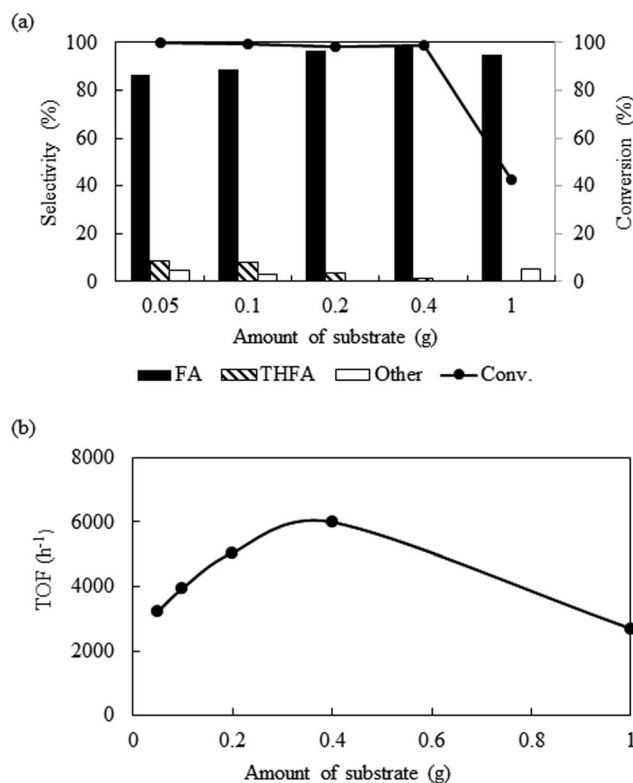 (a)
100 100
80 80
60 60
40 40
20 20
0 0
Selectivity (%)
Conversion (%)
0.05 0.1 0.2 0.4 1
Amount of substrate (g)
FA THFA Other Conv.
(b)
8000
6000
4000
2000
0
TOF (h-1)
0 0.2 0.4 0.6 0.8 1
Amount of substrate (g)